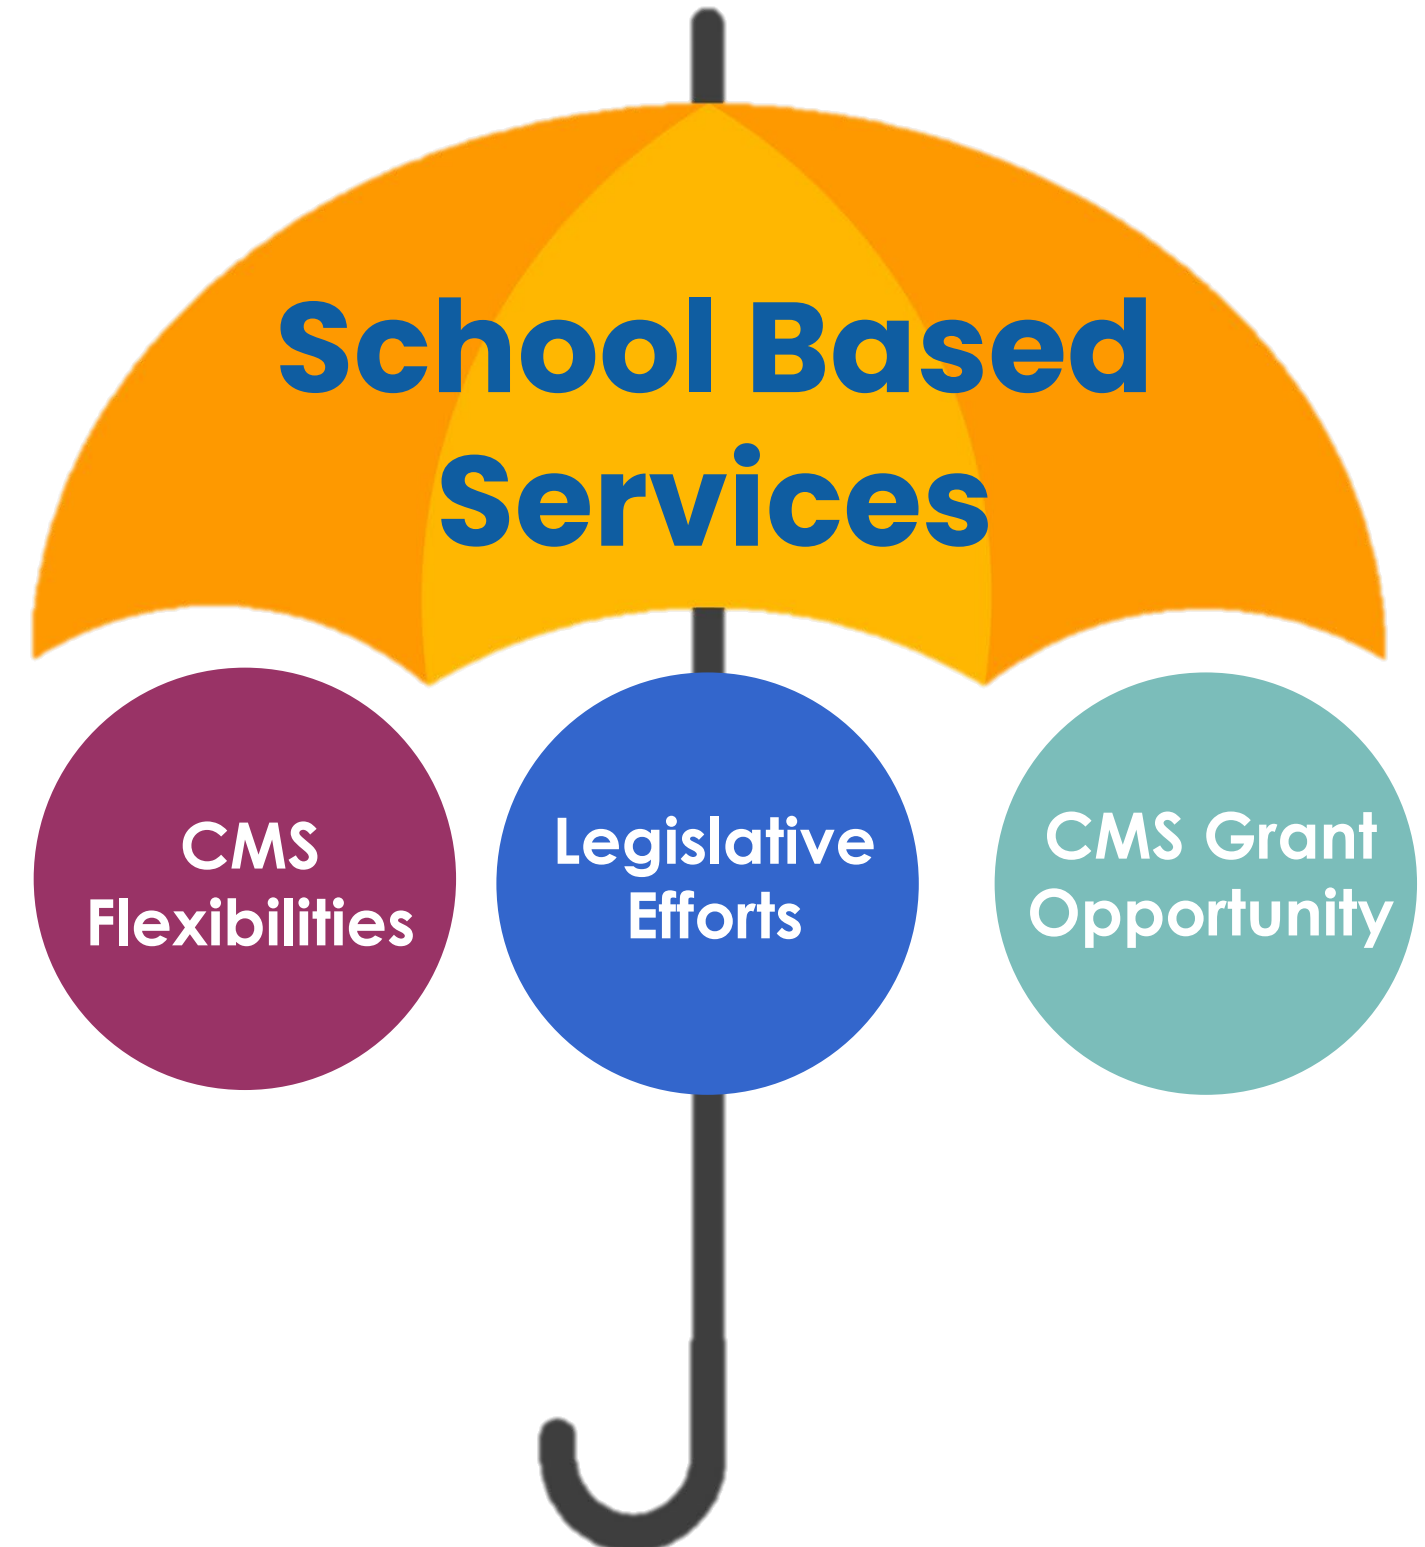 School Based
Services
CMS
Flexibilities
Legislative
Efforts
CMS Grant
Opportunity